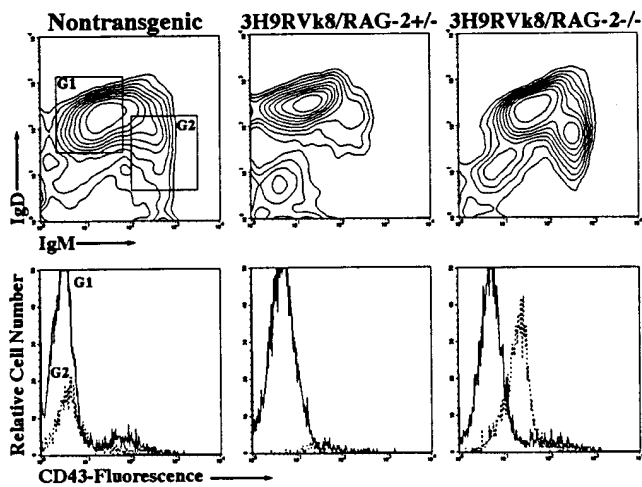 Nontransgenic
3H9RVk8/RAG-2+/-
3H9RVk8/RAG-2-/-
G1
G2
IgD
IgM
G1
G2
Relative Cell Number
CD43-Fluorescence